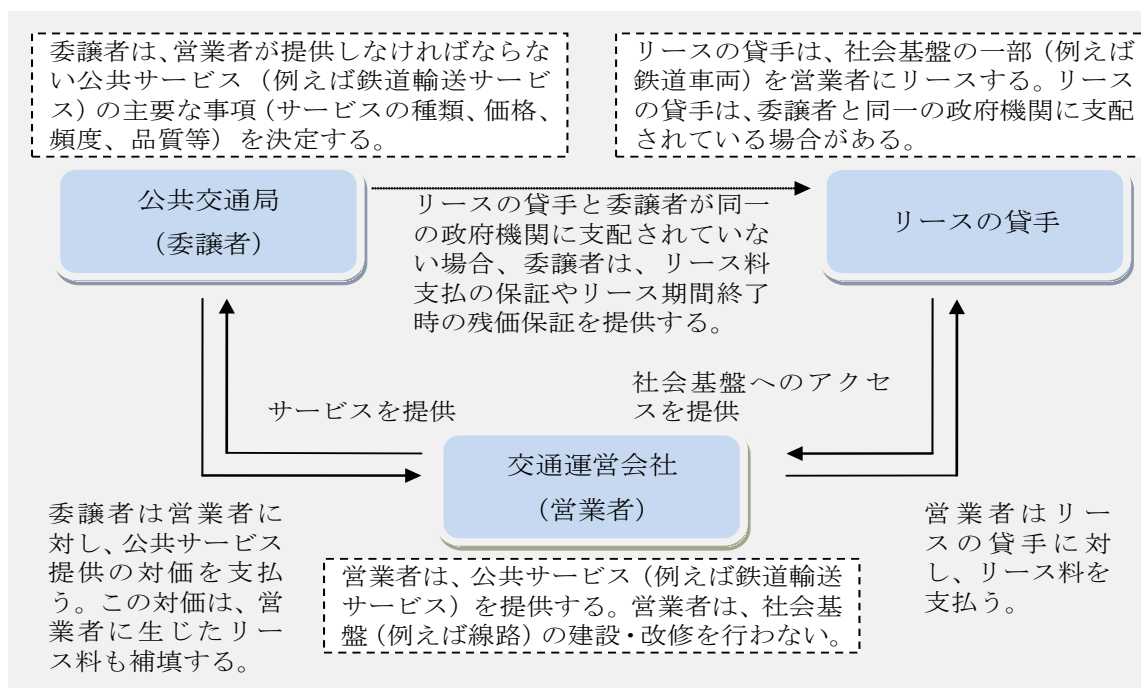 委譲者は、営業者が提供しなければならな
い公共サービス（例えば鉄道輸送サービ
ス）の主要な事項（サービスの種類、価格、
頻度、品質等）を決定する。
リースの貸手は、社会基盤の一部（例えば
鉄道車両）を営業者にリースする。リース
の貸手は、委譲者と同一の政府機関に支配
されている場合がある。
公共交通局
（委譲者）
リースの貸手と委譲者が同一
の政府機関に支配されていな
い場合、委譲者は、リース料
支払の保証やリース期間終了
時の残価保証を提供する。
リースの貸手
サービスを提供
社会基盤へのアクセ
スを提供
交通運営会社
（営業者）
委譲者は営業者に
対し、公共サービス
提供の対価を支払
う。この対価は、営
業者に生じたリー
ス料も補填する。
営業者はリー
スの貸手に対
し、リース料を
支払う。
営業者は、公共サービス（例えば鉄道輸送
サービス）を提供する。営業者は、社会基
盤（例えば線路）の建設・改修を行わない。